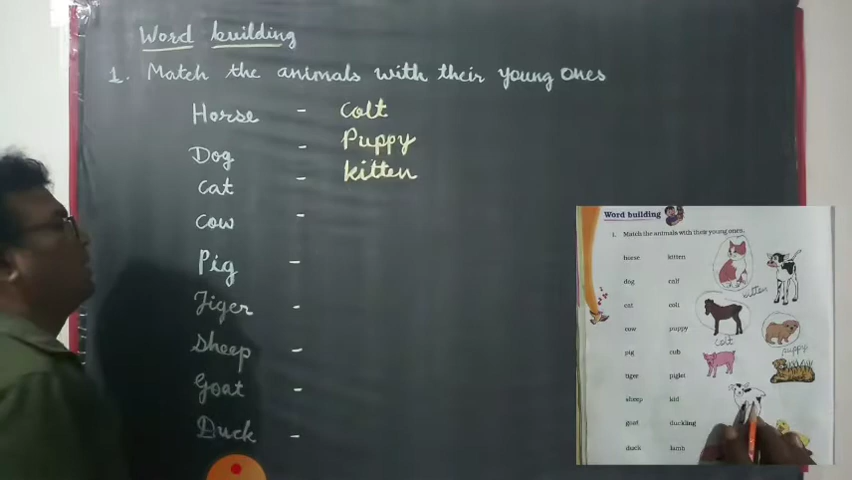 Word building
1. Match the animals with their young ones
Horse - Colt
Dog - Puppy
Cat - kitten
Cow -
Pig -
Tiger -
Sheep -
Goat -
Duck -
Word building
1. Match the animals with their young ones.
horse kitten
dog calf
cat colt
cow puppy
pig cub
tiger piglet
sheep kid
goat duckling
duck lamb
kitten
colt
puppy